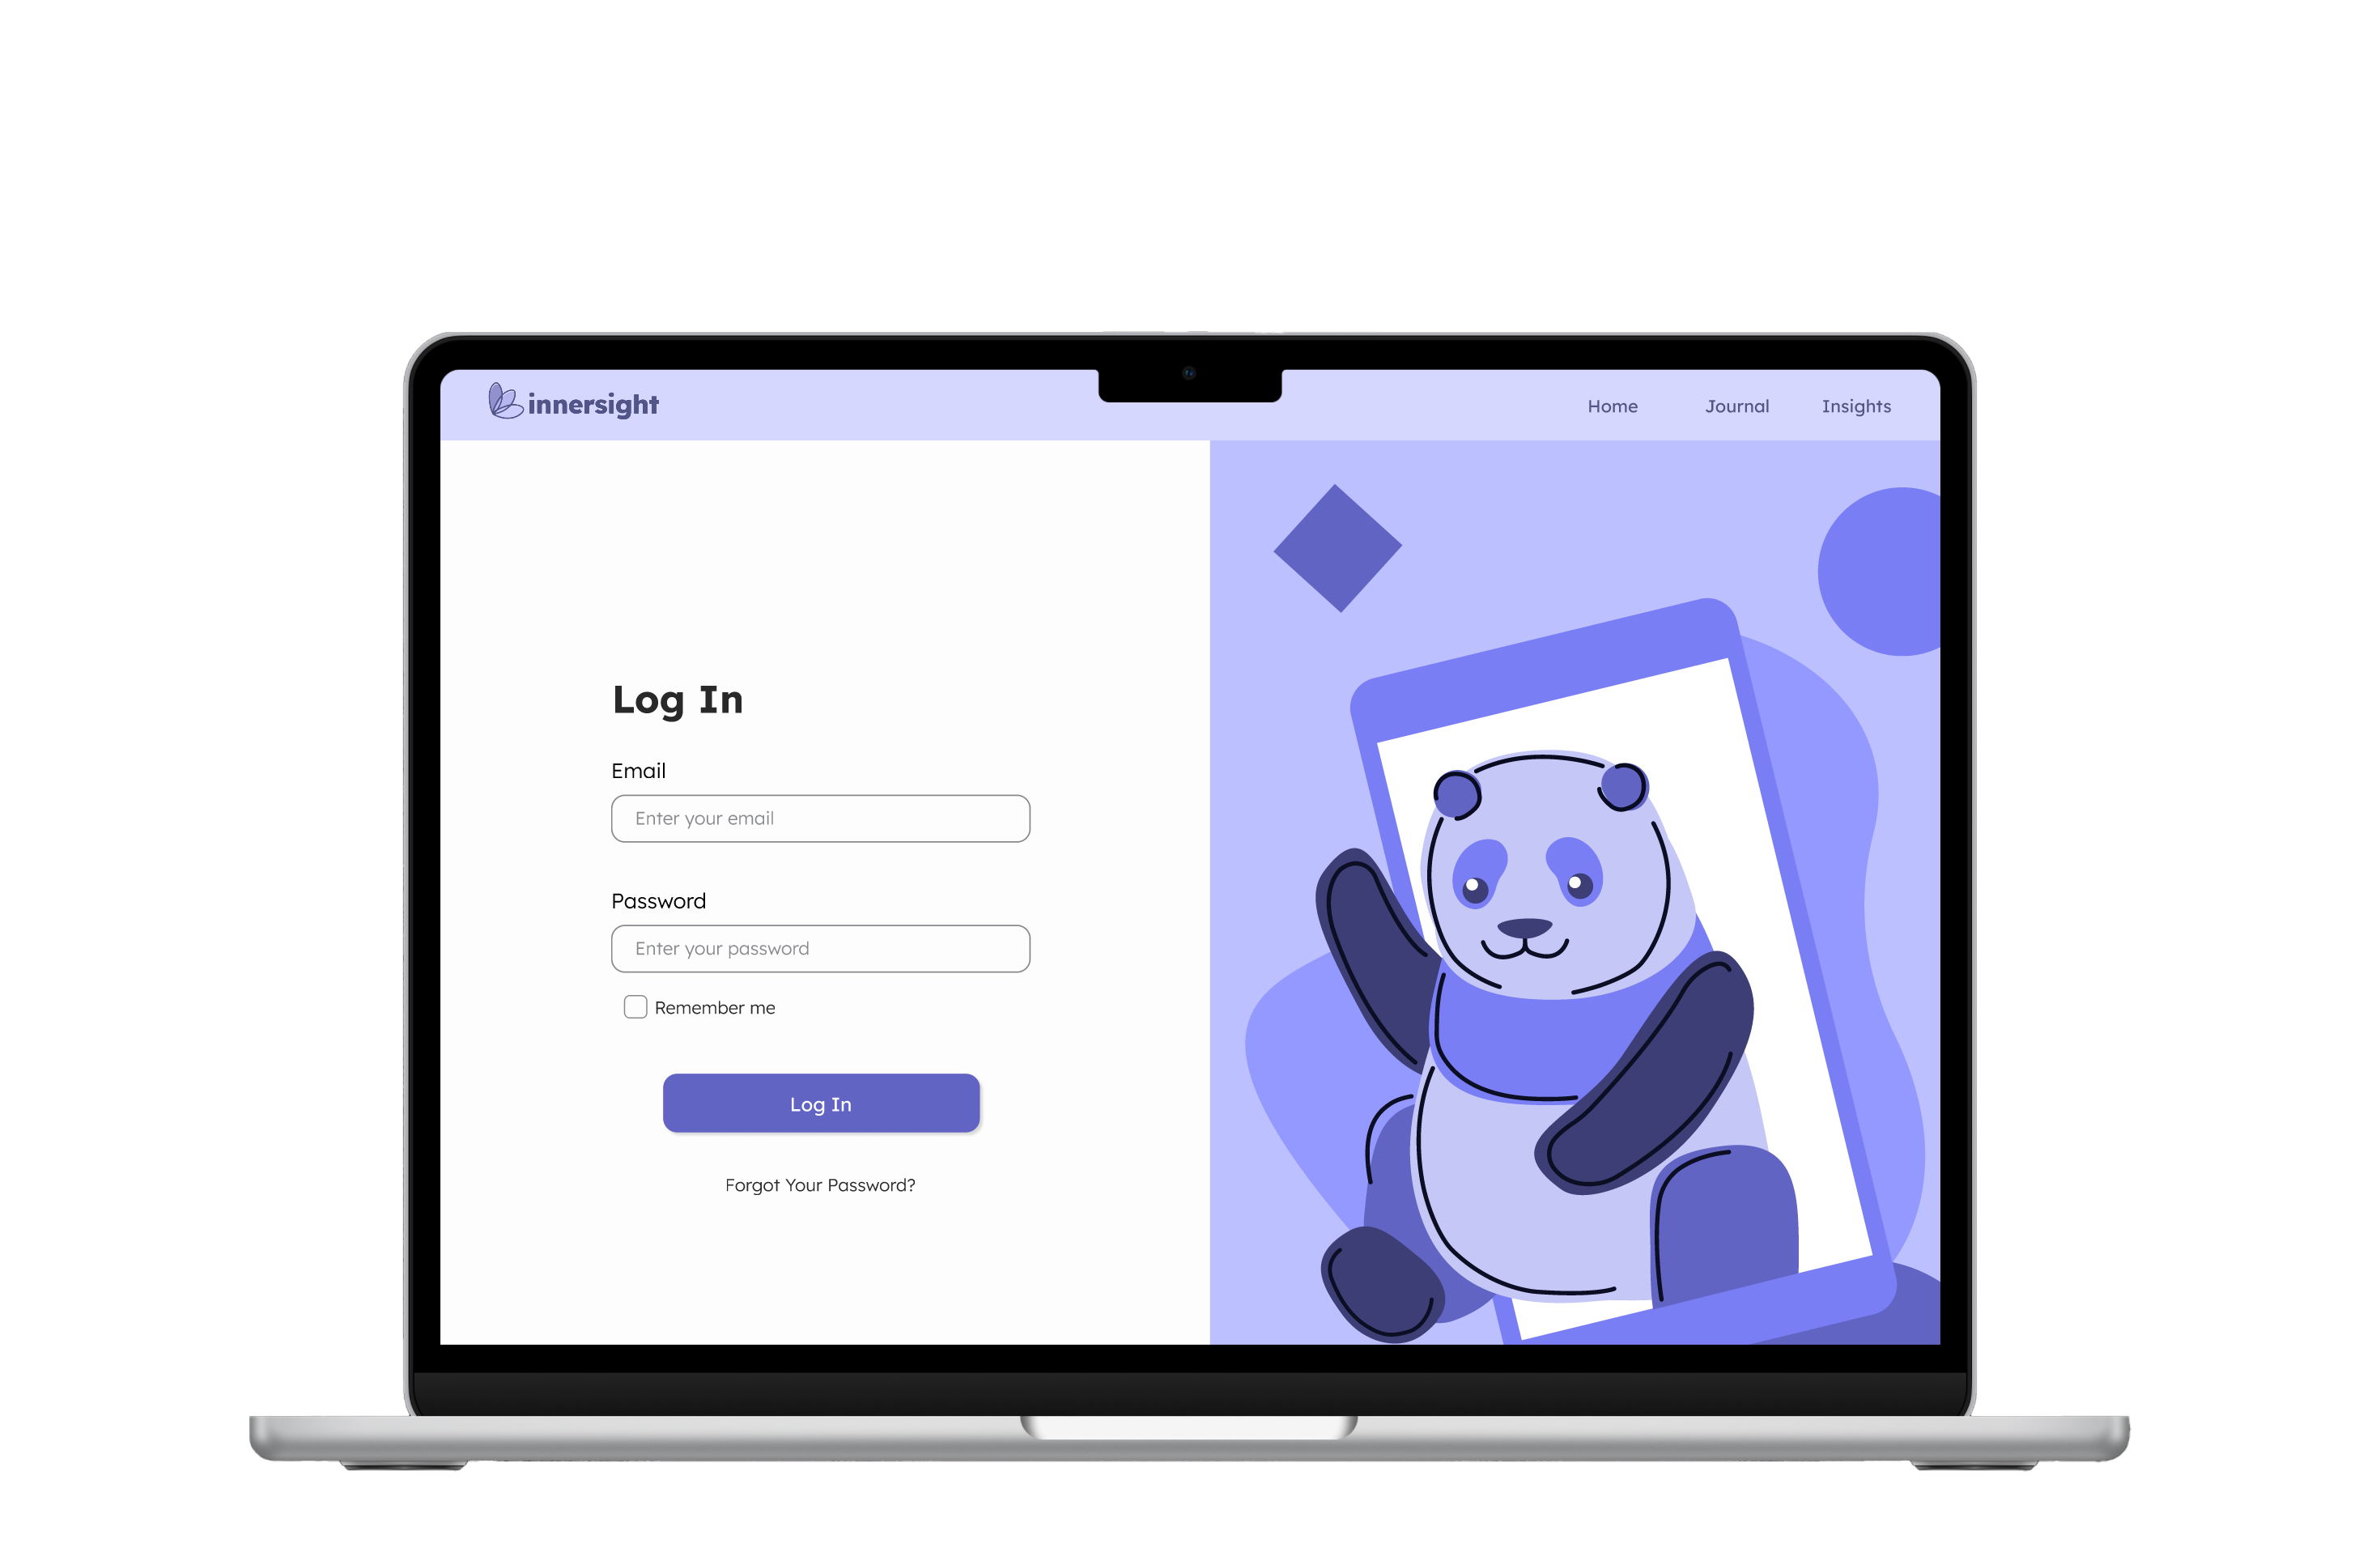 innersight
Home Journal Insights
Log In
Email
Enter your email
Password
Enter your password
Remember me
Log In
Forgot Your Password?